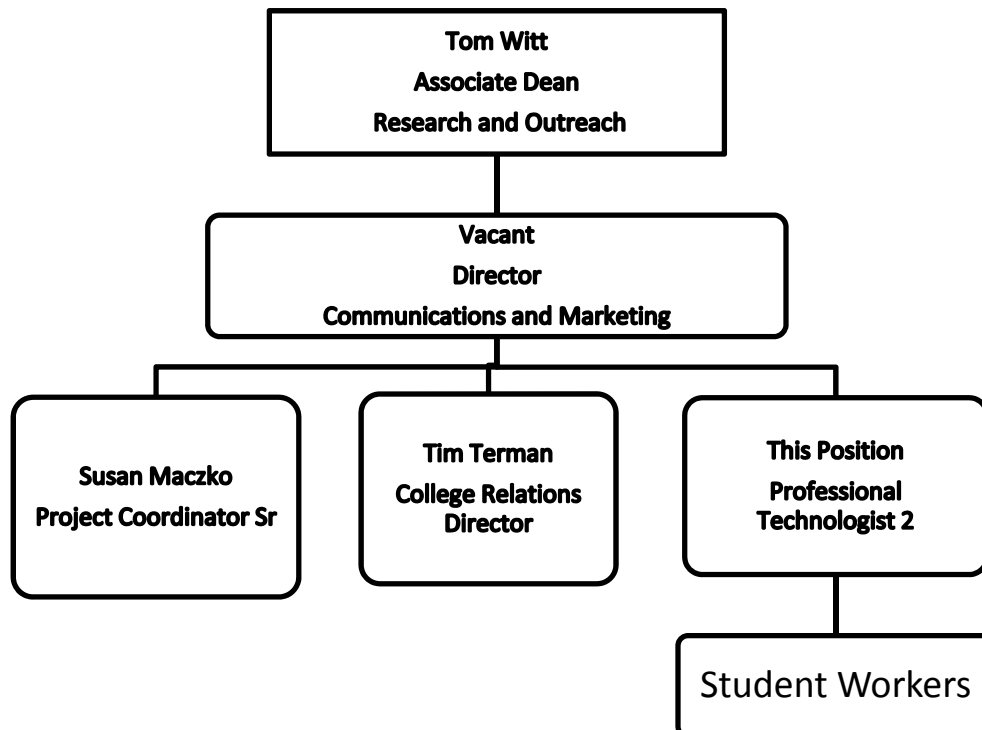 Tom Witt
Associate Dean
Research and Outreach
Vacant
Director
Communications and Marketing
Susan Maczko
Project Coordinator Sr
Tim Terman
College Relations
Director
This Position
Professional
Technologist 2
Student Workers